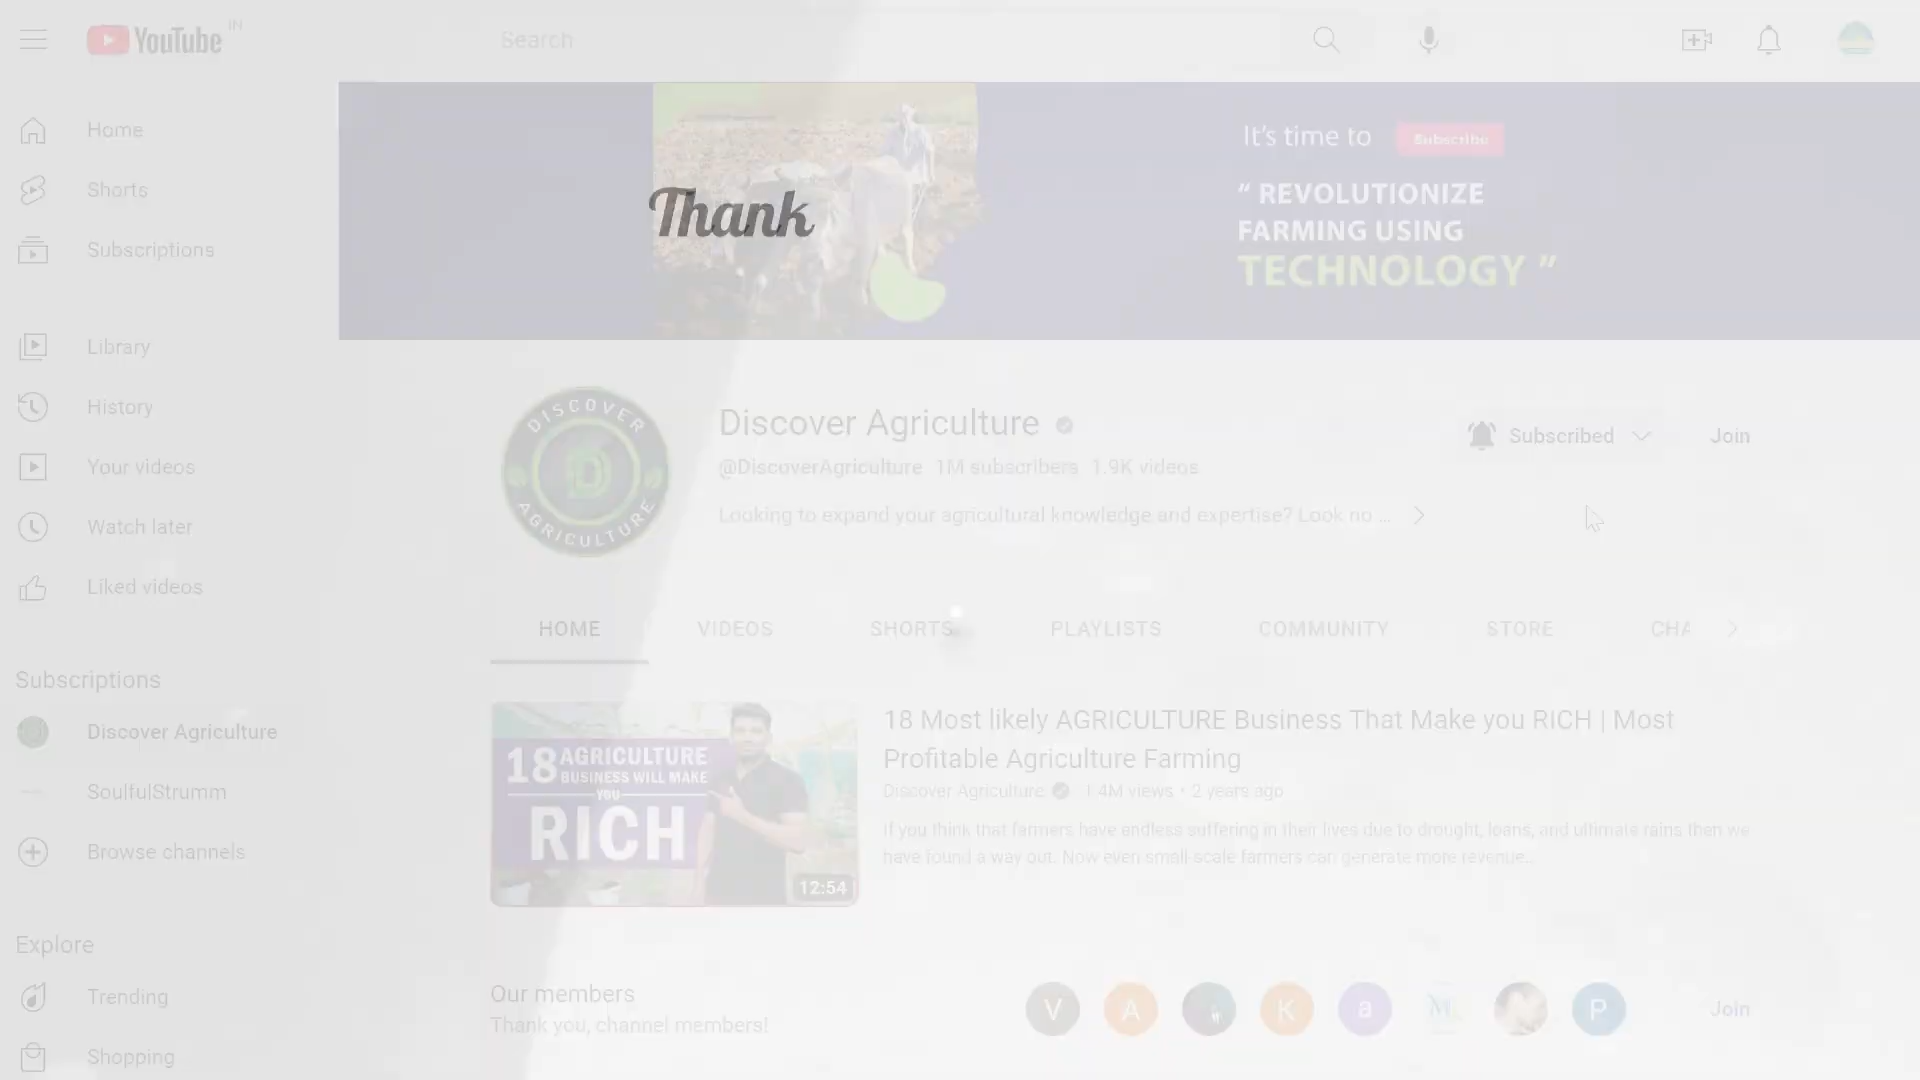 YouTube IN
Search
Home
Shorts
Subscriptions
Library
History
Your videos
Watch later
Liked videos
Subscriptions
Discover Agriculture
SoulfulStrumm
Browse channels
Explore
Trending
Shopping
Thank
It's time to Subscribe
“ REVOLUTIONIZE
FARMING USING
TECHNOLOGY ”
DISCOVER
D
AGRICULTURE
Discover Agriculture
@DiscoverAgriculture 1M subscribers 1.9K videos
Looking to expand your agricultural knowledge and expertise? Look no ...
Subscribed
Join
HOME VIDEOS SHORTS PLAYLISTS COMMUNITY STORE CHA
18 AGRICULTURE
BUSINESS WILL MAKE
YOU
RICH
12:54
18 Most likely AGRICULTURE Business That Make you RICH | Most
Profitable Agriculture Farming
Discover Agriculture 1.4M views • 2 years ago
If you think that farmers have endless suffering in their lives due to drought, loans, and ultimate rains then we
have found a way out. Now even small-scale farmers can generate more revenue...
Our members
Thank you, channel members!
V A K a M P
Join